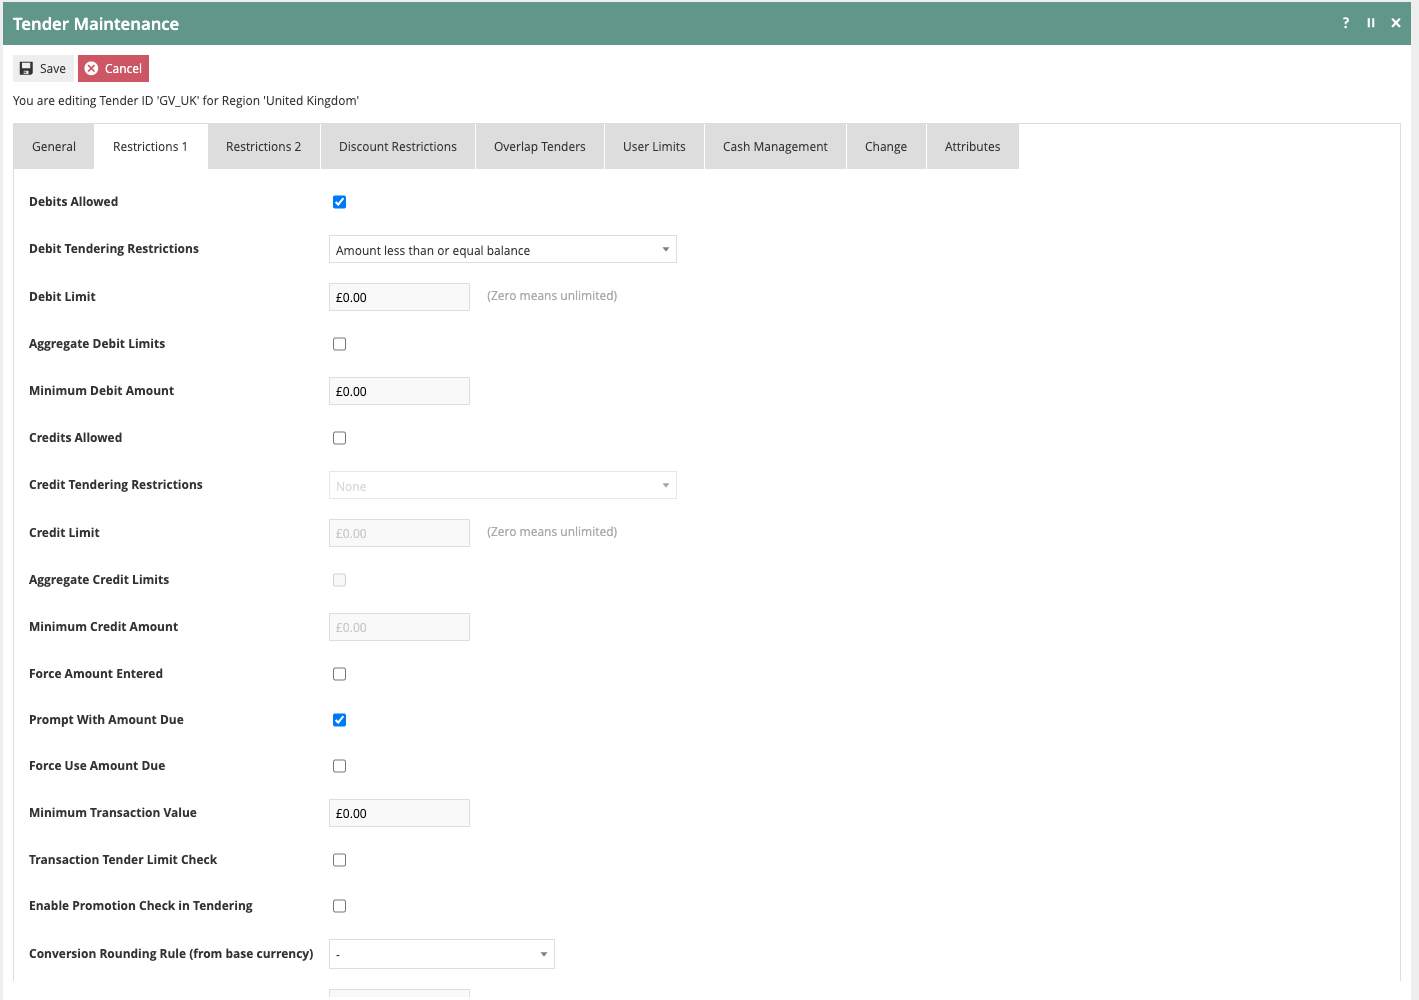 Tender Maintenance
?
Save Cancel
You are editing Tender ID 'GV_UK' for Region 'United Kingdom'
General Restrictions 1 Restrictions 2 Discount Restrictions Overlap Tenders User Limits Cash Management Change Attributes
Debits Allowed
Debit Tendering Restrictions Amount less than or equal balance
Debit Limit £0.00 (Zero means unlimited)
Aggregate Debit Limits
Minimum Debit Amount £0.00
Credits Allowed
Credit Tendering Restrictions None
Credit Limit £0.00 (Zero means unlimited)
Aggregate Credit Limits
Minimum Credit Amount £0.00
Force Amount Entered
Prompt With Amount Due
Force Use Amount Due
Minimum Transaction Value £0.00
Transaction Tender Limit Check
Enable Promotion Check in Tendering
Conversion Rounding Rule (from base currency) -